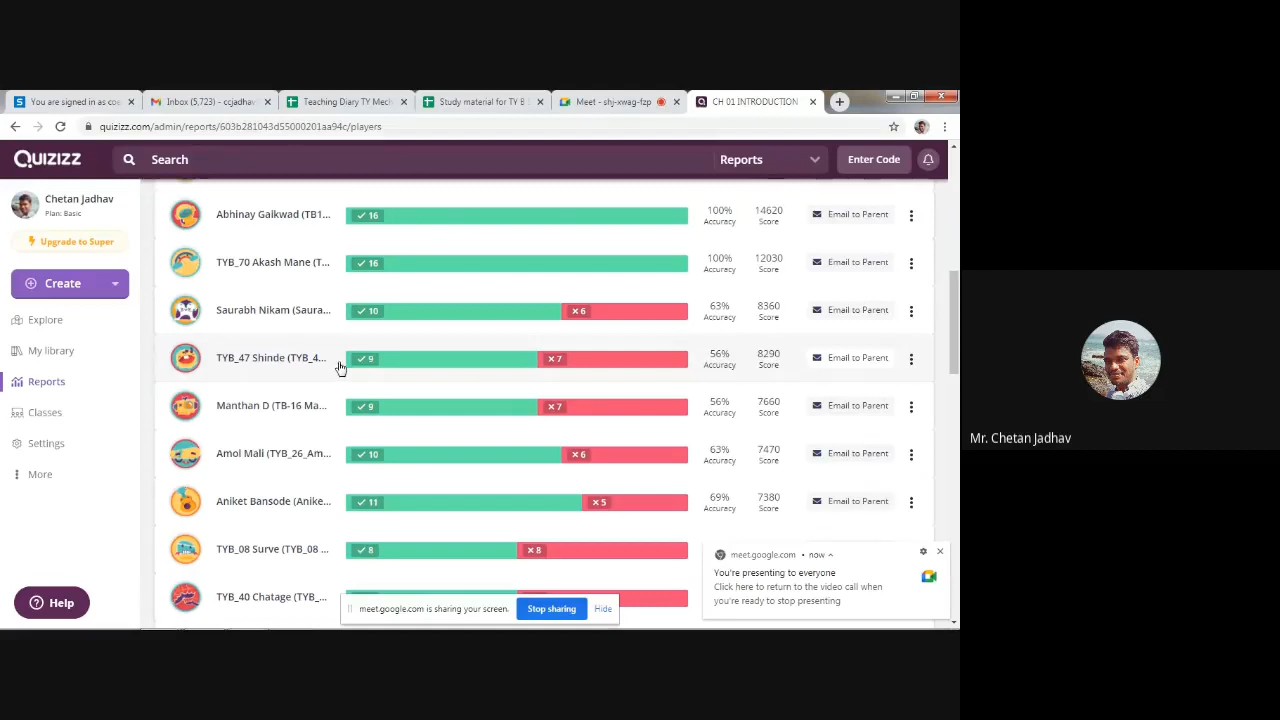 You are signed in as coe
Inbox (5,723) - ccjadhav
Teaching Diary TY Mech
Study material for TY B
Meet - shj-xwag-fzp
CH 01 INTRODUCTION
quizizz.com/admin/reports/603b281043d55000201aa94c/players
Quizizz
Search
Reports
Enter Code
Chetan Jadhav
Plan: Basic
Upgrade to Super
Create
Explore
My library
Reports
Classes
Settings
More
Help
Abhinay Gaikwad (TB1... 16 100% 14620 Email to Parent
Accuracy Score
TYB_70 Akash Mane (T... 16 100% 12030 Email to Parent
Accuracy Score
Saurabh Nikam (Saura... 10 6 63% 8360 Email to Parent
Accuracy Score
TYB_47 Shinde (TYB_4... 9 7 56% 8290 Email to Parent
Accuracy Score
Manthan D (TB-16 Ma... 9 7 56% 7660 Email to Parent
Accuracy Score
Amol Mali (TYB_26_Am... 10 6 63% 7470 Email to Parent
Accuracy Score
Aniket Bansode (Anike... 11 5 69% 7380 Email to Parent
Accuracy Score
TYB_08 Surve (TYB_08 ... 8 8
TYB_40 Chatage (TYB_...
meet.google.com • now
You're presenting to everyone
Click here to return to the video call when
you're ready to stop presenting
meet.google.com is sharing your screen. Stop sharing Hide
Mr. Chetan Jadhav